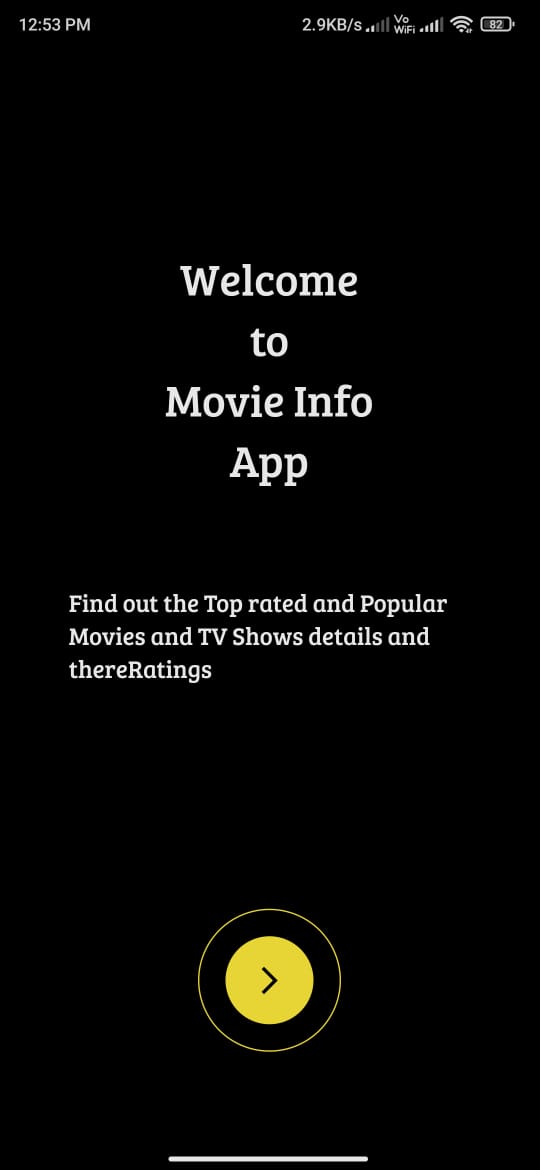 12:53 PM
2.9KB/s Vo WiFi 82
Welcome
to
Movie Info
App
Find out the Top rated and Popular
Movies and TV Shows details and
thereRatings